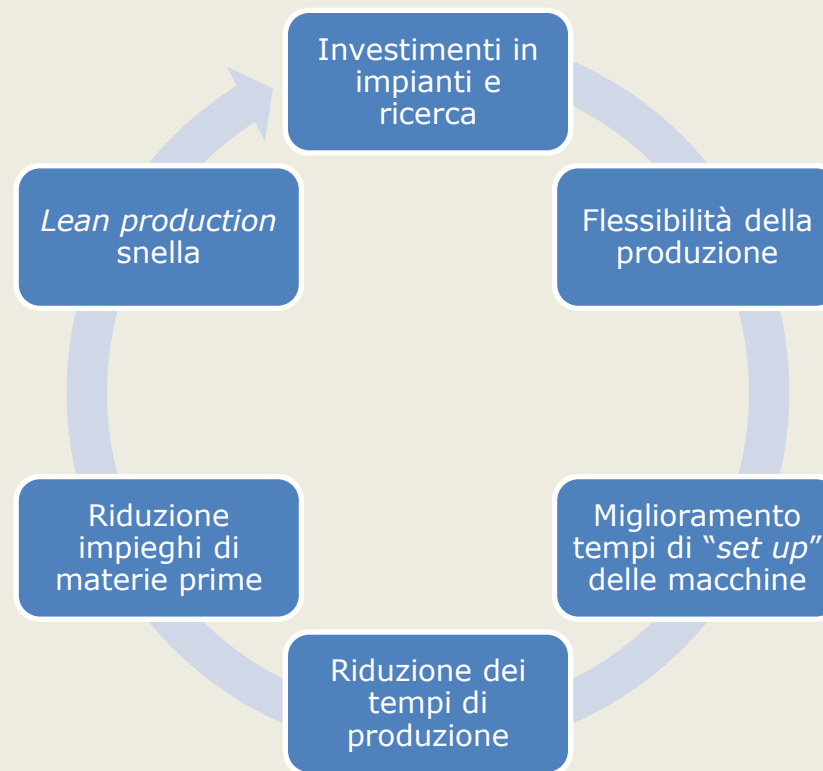 Investimenti in
impianti e
ricerca
Flessibilità della
produzione
Miglioramento
tempi di “set up”
delle macchine
Riduzione dei
tempi di
produzione
Riduzione
impieghi di
materie prime
Lean production
snella